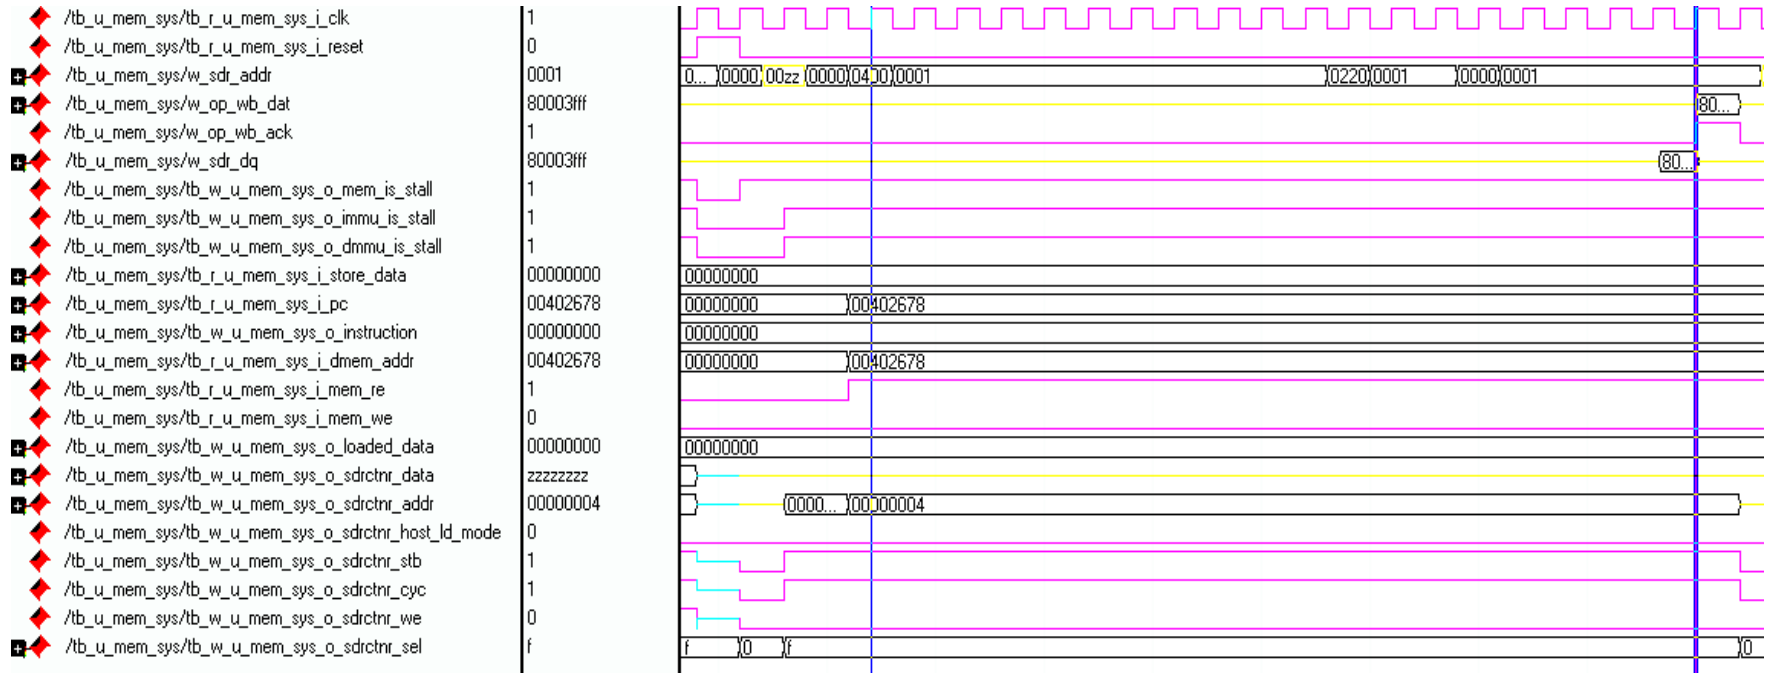 /tb_u_mem_sys/tb_r_u_mem_sys_i_clk 1
/tb_u_mem_sys/tb_r_u_mem_sys_i_reset 0
/tb_u_mem_sys/w_sdr_addr 0001 0... 0000 00zz 0000 0400 0001 0220 0001 0000 0001
/tb_u_mem_sys/w_op_wb_dat 80003fff 80...
/tb_u_mem_sys/w_op_wb_ack 1
/tb_u_mem_sys/w_sdr_dq 80003fff 80...
/tb_u_mem_sys/tb_w_u_mem_sys_o_mem_is_stall 1
/tb_u_mem_sys/tb_w_u_mem_sys_o_immu_is_stall 1
/tb_u_mem_sys/tb_w_u_mem_sys_o_dmmu_is_stall 1
/tb_u_mem_sys/tb_r_u_mem_sys_i_store_data 00000000 00000000
/tb_u_mem_sys/tb_r_u_mem_sys_i_pc 00402678 00000000 00402678
/tb_u_mem_sys/tb_w_u_mem_sys_o_instruction 00000000 00000000
/tb_u_mem_sys/tb_r_u_mem_sys_i_dmem_addr 00402678 00000000 00402678
/tb_u_mem_sys/tb_r_u_mem_sys_i_mem_re 1
/tb_u_mem_sys/tb_r_u_mem_sys_i_mem_we 0
/tb_u_mem_sys/tb_w_u_mem_sys_o_loaded_data 00000000 00000000
/tb_u_mem_sys/tb_w_u_mem_sys_o_sdrctnr_data zzzzzzzz
/tb_u_mem_sys/tb_w_u_mem_sys_o_sdrctnr_addr 00000004 0000... 00000004
/tb_u_mem_sys/tb_w_u_mem_sys_o_sdrctnr_host_ld_mode 0
/tb_u_mem_sys/tb_w_u_mem_sys_o_sdrctnr_stb 1
/tb_u_mem_sys/tb_w_u_mem_sys_o_sdrctnr_cyc 1
/tb_u_mem_sys/tb_w_u_mem_sys_o_sdrctnr_we 0
/tb_u_mem_sys/tb_w_u_mem_sys_o_sdrctnr_sel f f 0 f 0